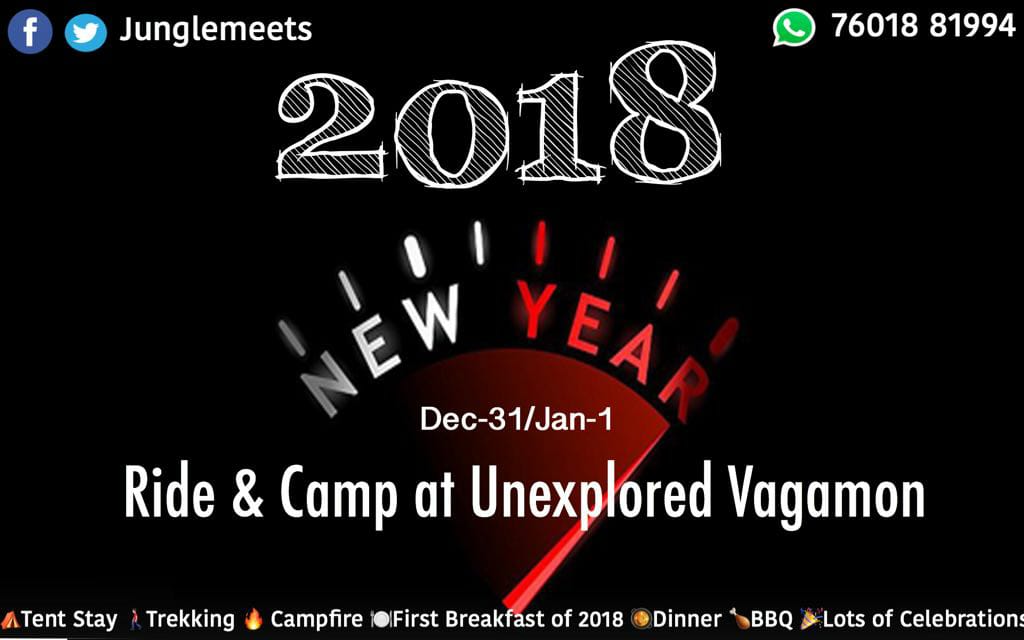 Junglemeets
76018 81994
2018
NEW YEAR
Dec-31/Jan-1
Ride & Camp at Unexplored Vagamon
⛺Tent Stay 🚶Trekking 🔥 Campfire 🍽️First Breakfast of 2018 🥘Dinner 🍗BBQ 🎉Lots of Celebrations